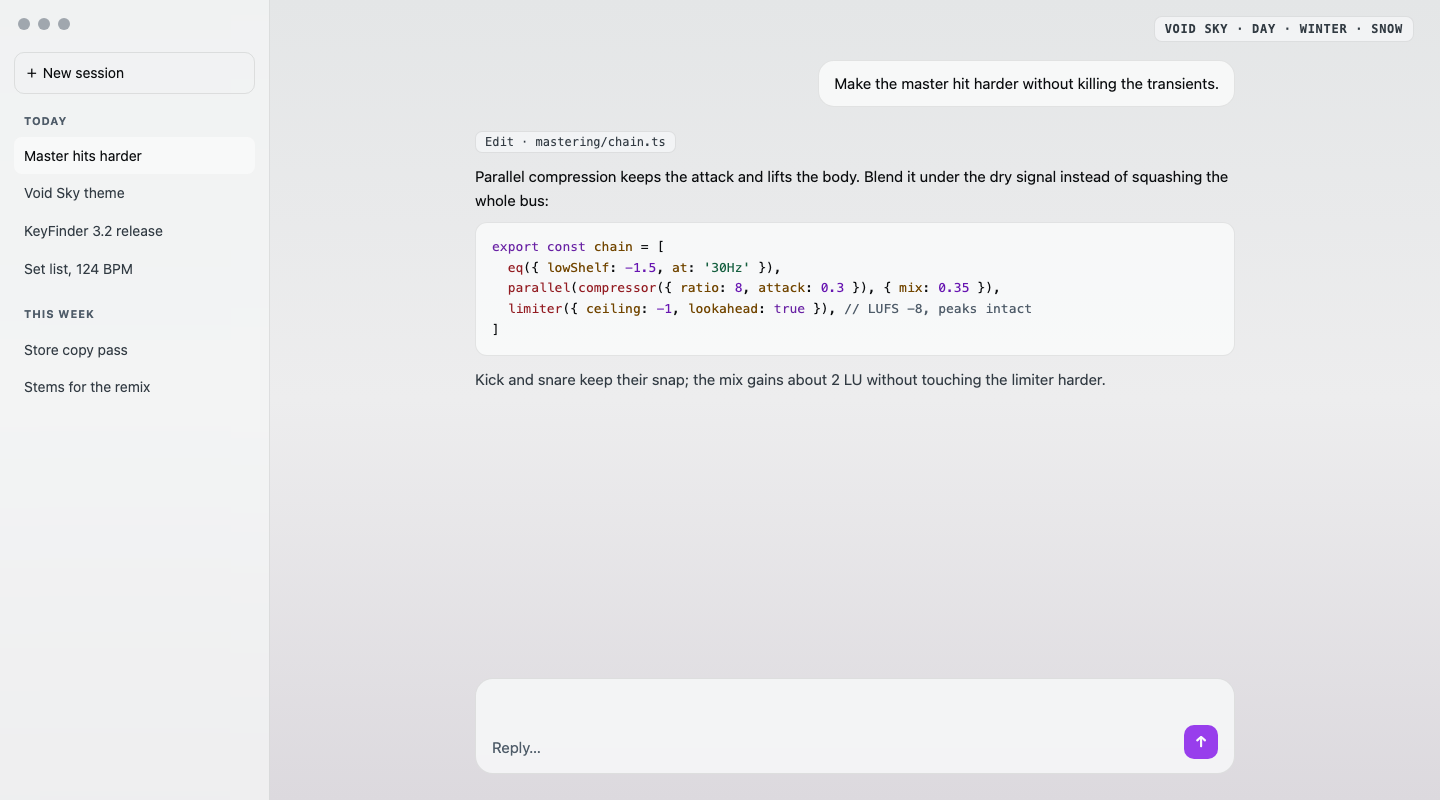 + New session
TODAY
Master hits harder
Void Sky theme
KeyFinder 3.2 release
Set list, 124 BPM
THIS WEEK
Store copy pass
Stems for the remix
VOID SKY · DAY · WINTER · SNOW
Make the master hit harder without killing the transients.
Edit · mastering/chain.ts
Parallel compression keeps the attack and lifts the body. Blend it under the dry signal instead of squashing the
whole bus:
export const chain = [
  eq({ lowShelf: −1.5, at: '30Hz' }),
  parallel(compressor({ ratio: 8, attack: 0.3 }), { mix: 0.35 }),
  limiter({ ceiling: −1, lookahead: true }), // LUFS −8, peaks intact
]
Kick and snare keep their snap; the mix gains about 2 LU without touching the limiter harder.
Reply...